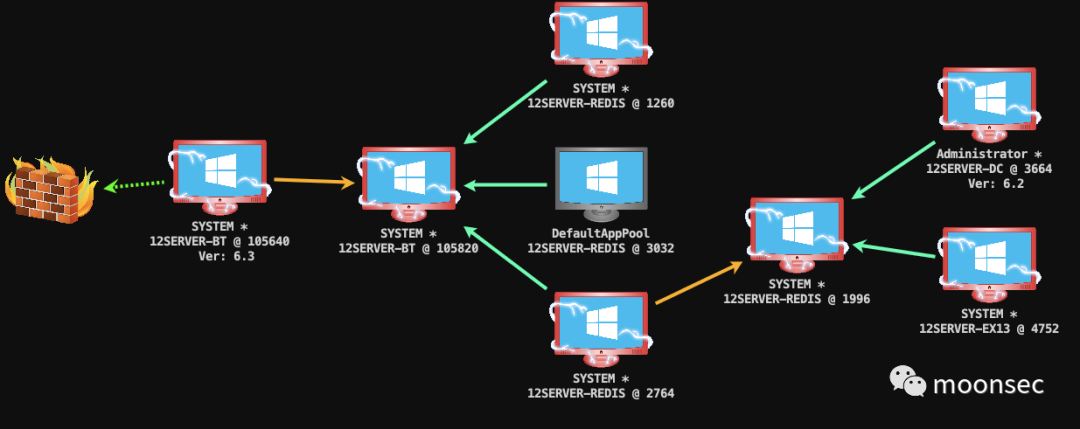 SYSTEM *
12SERVER-REDIS @ 1260
Administrator *
12SERVER-DC @ 3664
Ver: 6.2
SYSTEM *
12SERVER-BT @ 105640
Ver: 6.3
SYSTEM *
12SERVER-BT @ 105820
DefaultAppPool
12SERVER-REDIS @ 3032
SYSTEM *
12SERVER-REDIS @ 1996
SYSTEM *
12SERVER-EX13 @ 4752
SYSTEM *
12SERVER-REDIS @ 2764
moonsec